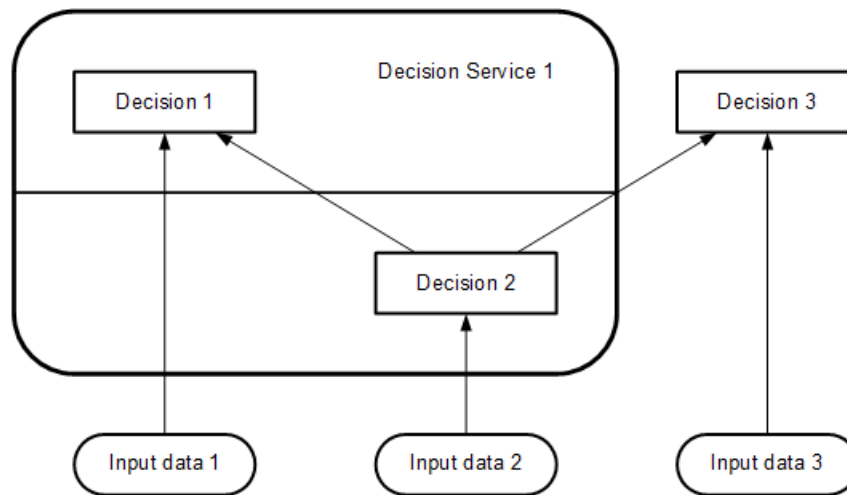 Decision Service 1
Decision 1
Decision 3
Decision 2
Input data 1
Input data 2
Input data 3